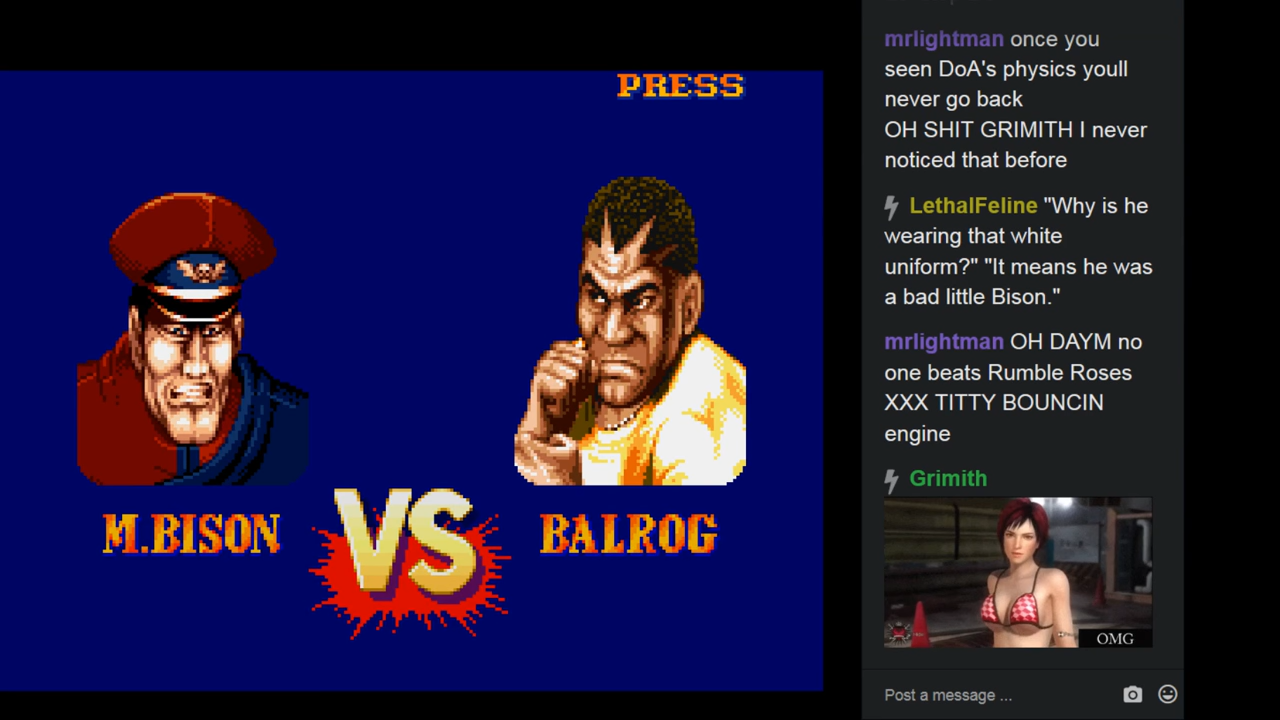 PRESS
M.BISON
VS
BALROG
mrlightman once you
seen DoA's physics youll
never go back
OH SHIT GRIMITH I never
noticed that before
LethalFeline "Why is he
wearing that white
uniform?" "It means he was
a bad little Bison."
mrlightman OH DAYM no
one beats Rumble Roses
XXX TITTY BOUNCIN
engine
Grimith
OMG
Post a message ...